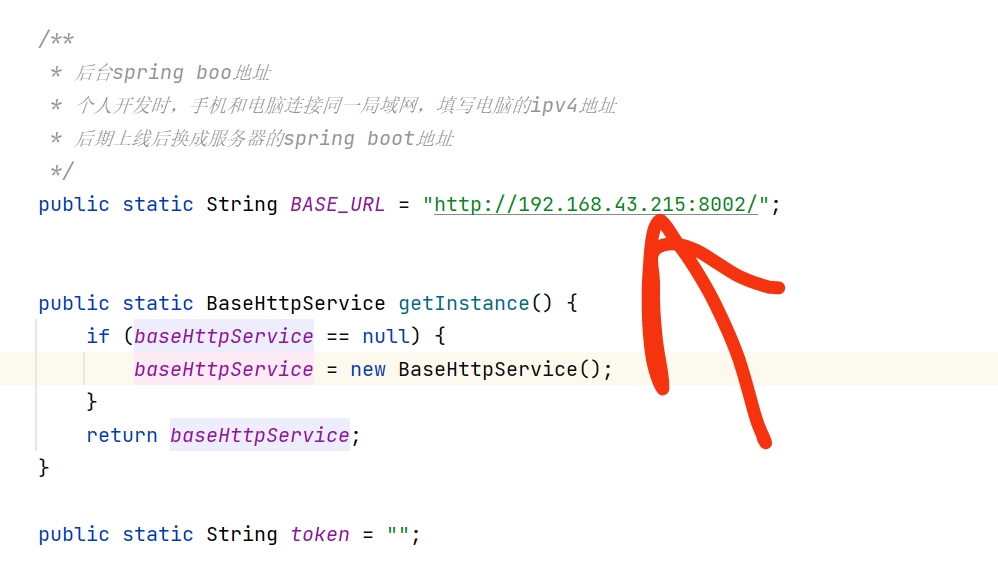 /**
* 后台spring boo地址
* 个人开发时，手机和电脑连接同一局域网，填写电脑的ipv4地址
* 后期上线后换成服务器的spring boot地址
*/
public static String BASE_URL = "http://192.168.43.215:8002/";
public static BaseHttpService getInstance() {
if (baseHttpService == null) {
baseHttpService = new BaseHttpService();
}
return baseHttpService;
}
public static String token = "";